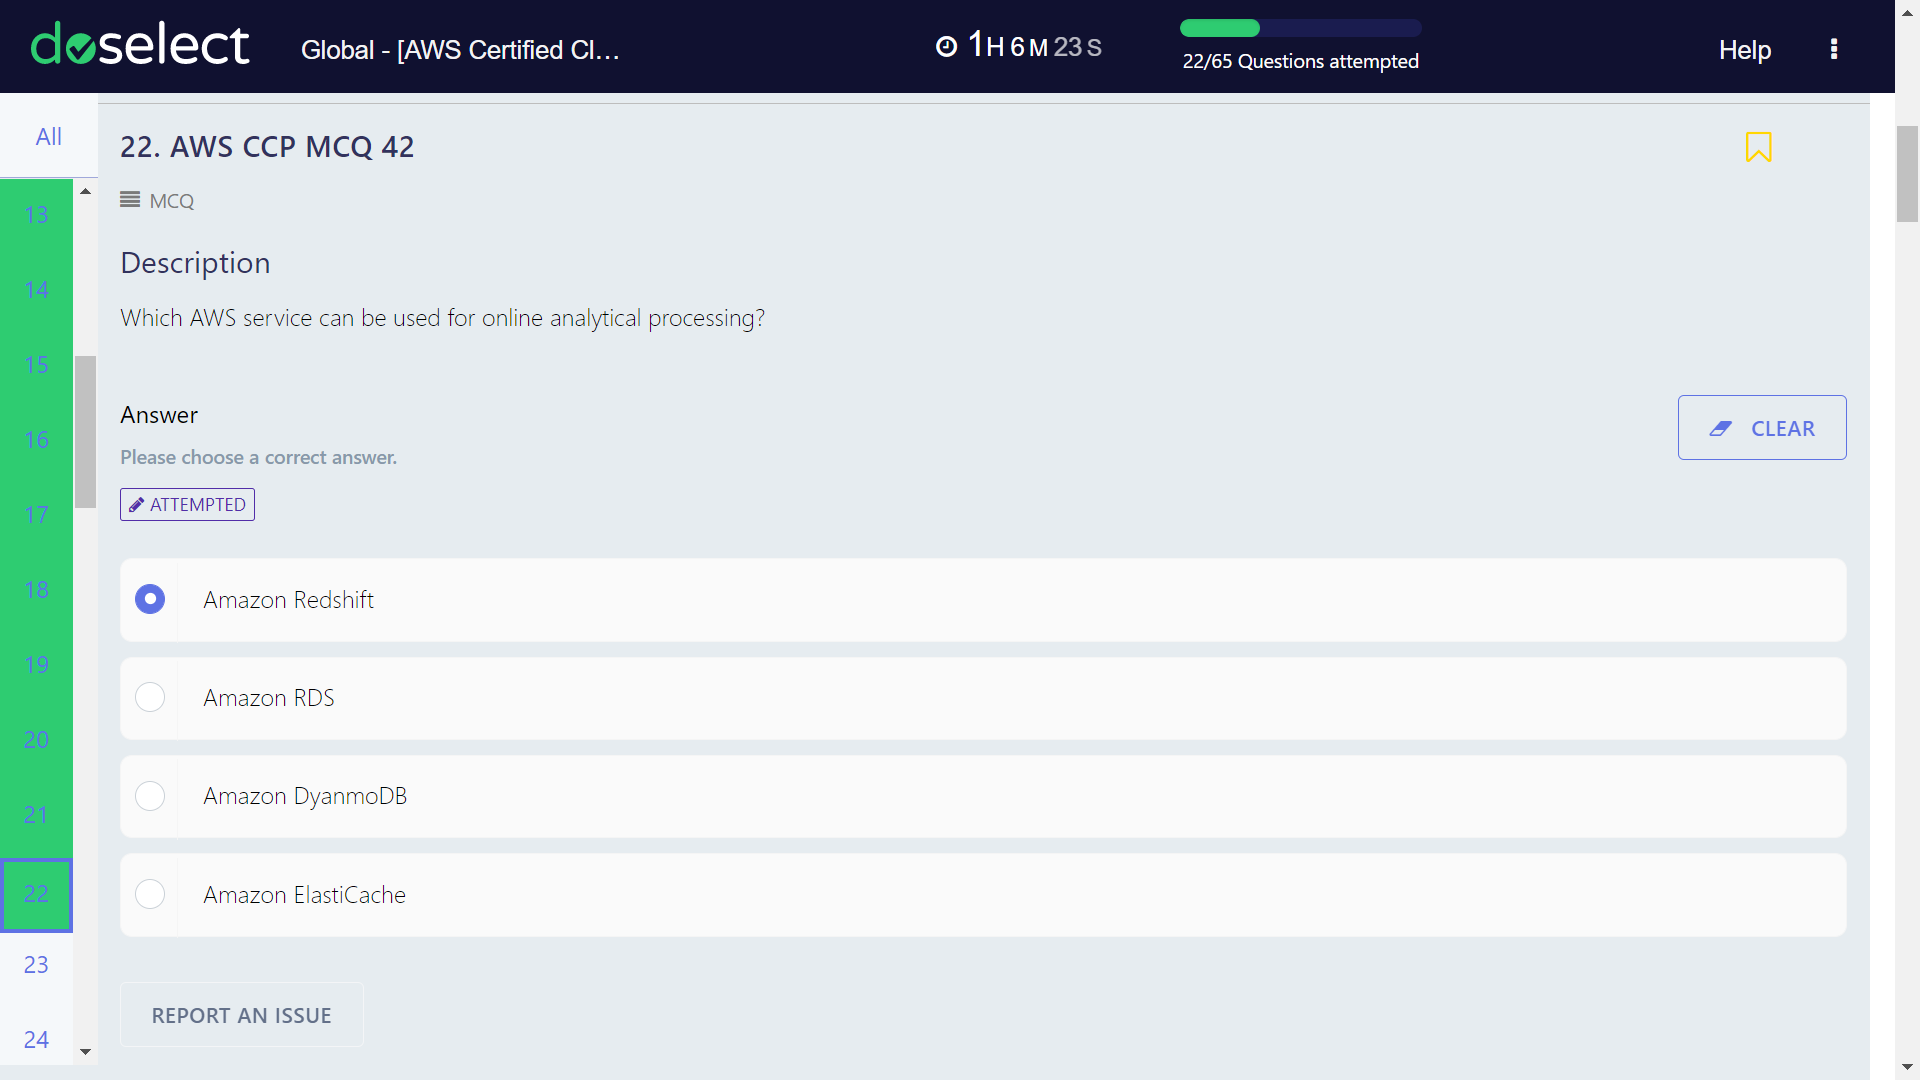 doselect
Global - [AWS Certified Cl...
1H 6M 23S
22/65 Questions attempted
Help
All
13
14
15
16
17
18
19
20
21
22
23
24
22. AWS CCP MCQ 42
MCQ
Description
Which AWS service can be used for online analytical processing?
Answer
Please choose a correct answer.
CLEAR
ATTEMPTED
Amazon Redshift
Amazon RDS
Amazon DyanmoDB
Amazon ElastiCache
REPORT AN ISSUE